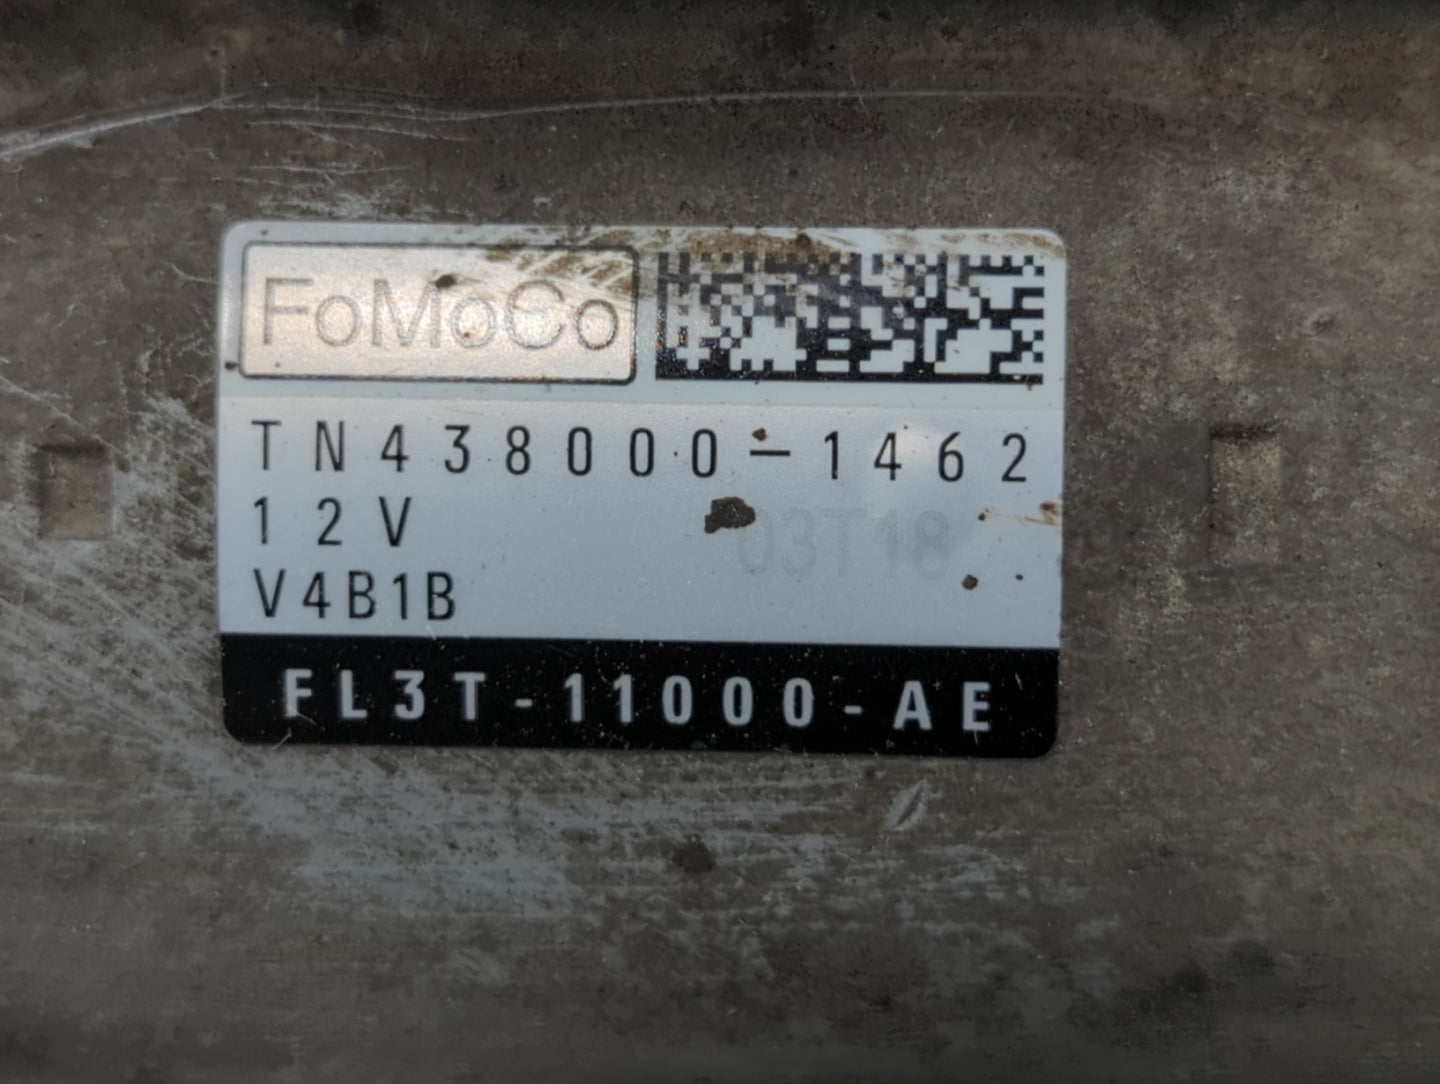 FoMoCo
TN438000-1462
12V
03T18
V4B1B
FL3T-11000-AE